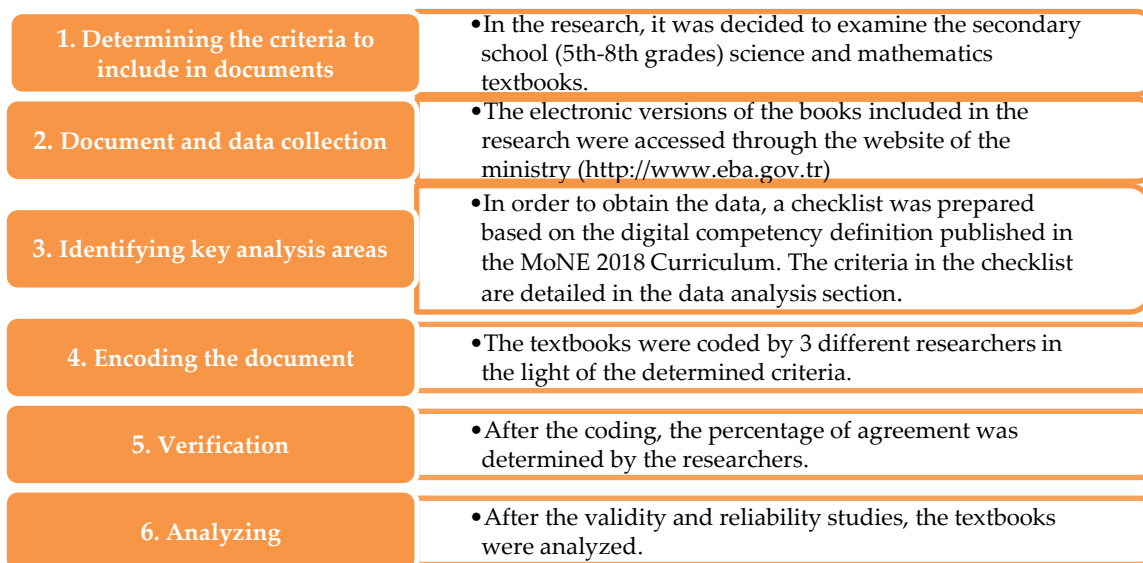 1. Determining the criteria to
include in documents
•In the research, it was decided to examine the secondary
school (5th-8th grades) science and mathematics
textbooks.
2. Document and data collection
•The electronic versions of the books included in the
research were accessed through the website of the
ministry (http://www.eba.gov.tr)
3. Identifying key analysis areas
•In order to obtain the data, a checklist was prepared
based on the digital competency definition published in
the MoNE 2018 Curriculum. The criteria in the checklist
are detailed in the data analysis section.
4. Encoding the document
•The textbooks were coded by 3 different researchers in
the light of the determined criteria.
5. Verification
•After the coding, the percentage of agreement was
determined by the researchers.
6. Analyzing
•After the validity and reliability studies, the textbooks
were analyzed.